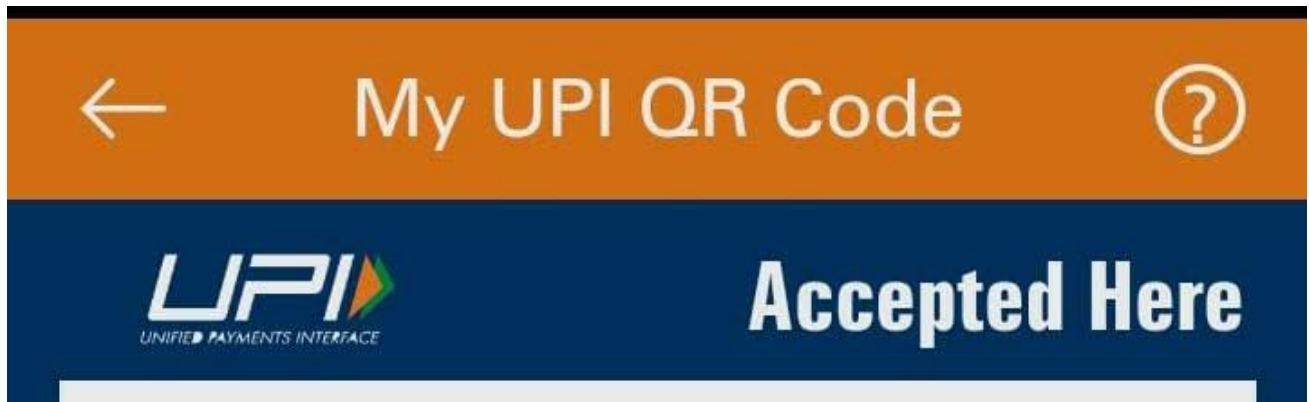 My UPI QR Code
UPI
Accepted Here
UNIFIED PAYMENTS INTERFACE